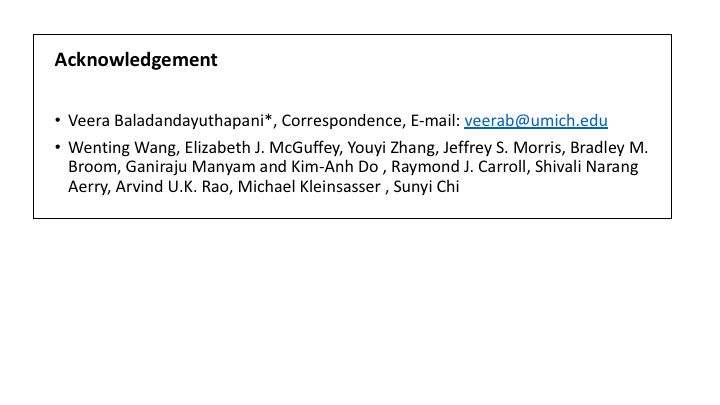 Acknowledgement
• Veera Baladandayuthapani*, Correspondence, E-mail: veerab@umich.edu
• Wenting Wang, Elizabeth J. McGuffey, Youyi Zhang, Jeffrey S. Morris, Bradley M.
Broom, Ganiraju Manyam and Kim-Anh Do , Raymond J. Carroll, Shivali Narang
Aerry, Arvind U.K. Rao, Michael Kleinsasser , Sunyi Chi